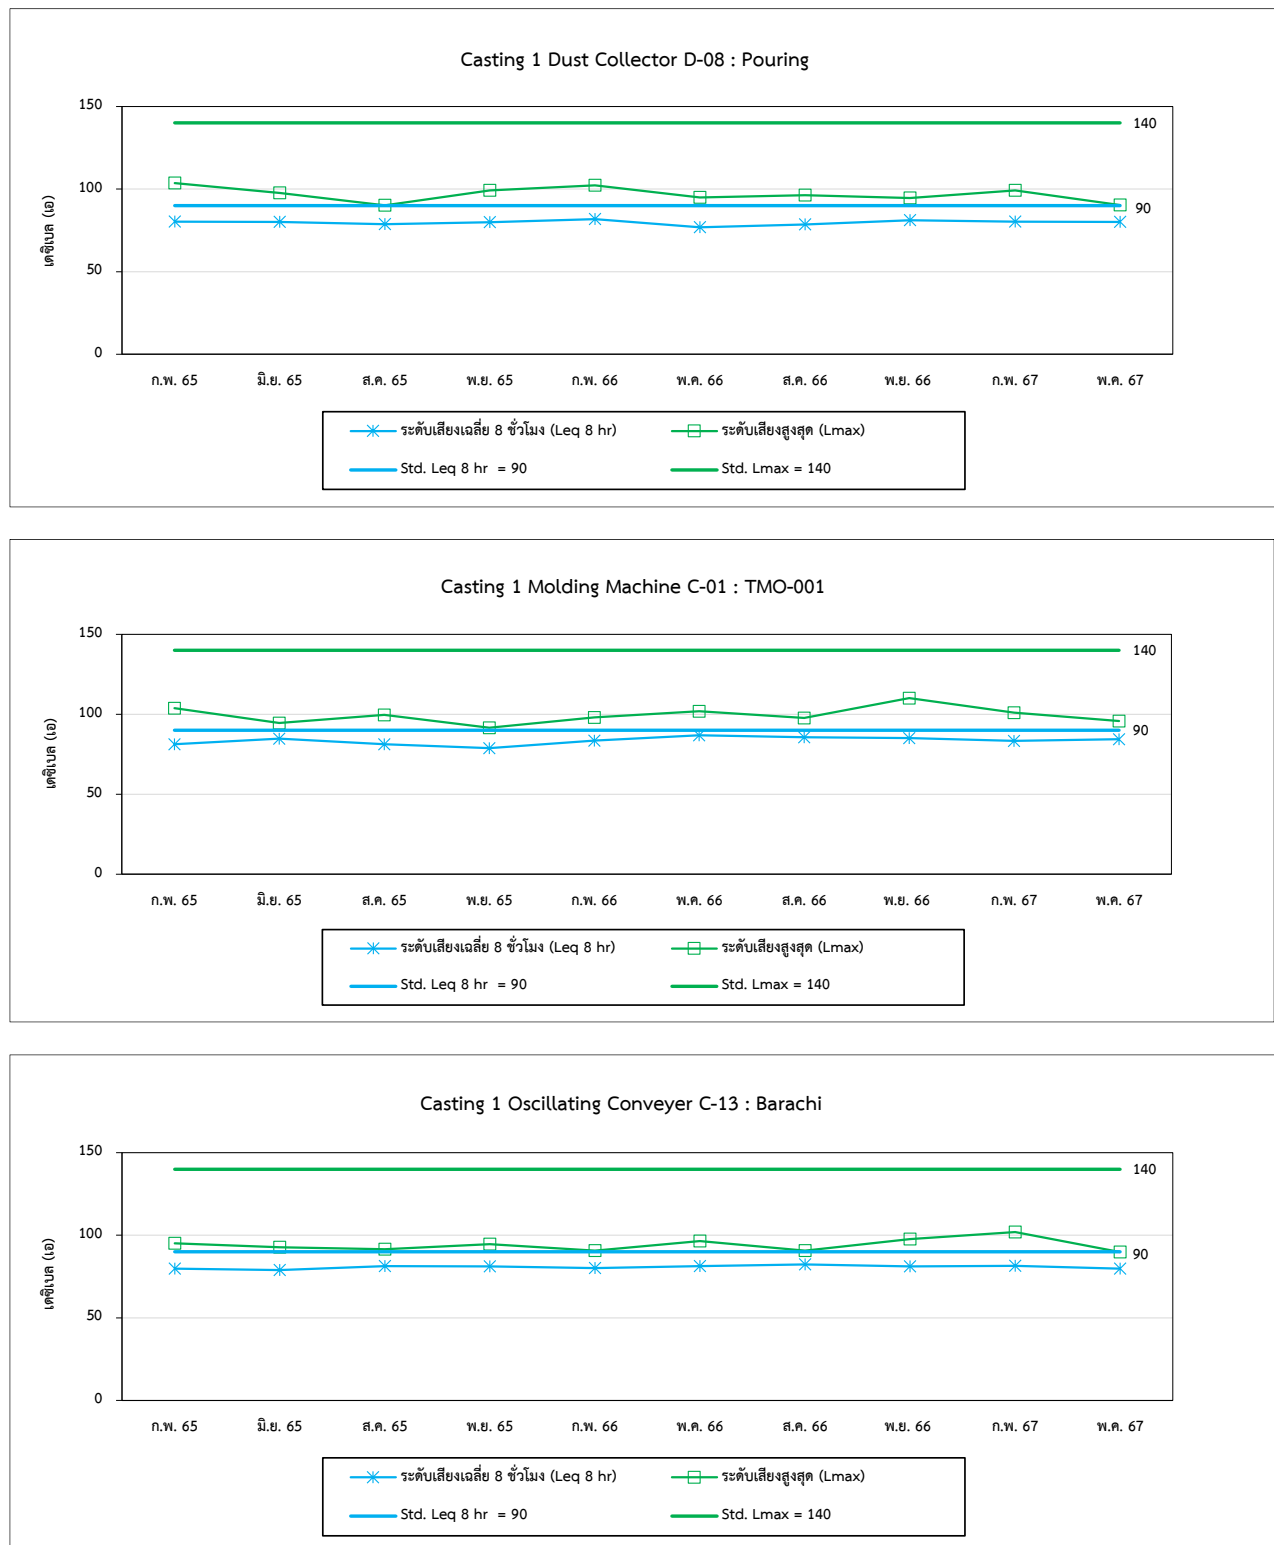 Casting 1 Dust Collector D-08 : Pouring
150
140
100
90
50
0
เดซิเบล (เอ)
ก.พ. 65 มิ.ย. 65 ส.ค. 65 พ.ย. 65 ก.พ. 66 พ.ค. 66 ส.ค. 66 พ.ย. 66 ก.พ. 67 พ.ค. 67
ระดับเสียงเฉลี่ย 8 ชั่วโมง (Leq 8 hr) ระดับเสียงสูงสุด (Lmax)
Std. Leq 8 hr = 90 Std. Lmax = 140
Casting 1 Molding Machine C-01 : TMO-001
150
140
100
90
50
0
เดซิเบล (เอ)
ก.พ. 65 มิ.ย. 65 ส.ค. 65 พ.ย. 65 ก.พ. 66 พ.ค. 66 ส.ค. 66 พ.ย. 66 ก.พ. 67 พ.ค. 67
ระดับเสียงเฉลี่ย 8 ชั่วโมง (Leq 8 hr) ระดับเสียงสูงสุด (Lmax)
Std. Leq 8 hr = 90 Std. Lmax = 140
Casting 1 Oscillating Conveyer C-13 : Barachi
150
140
100
90
50
0
เดซิเบล (เอ)
ก.พ. 65 มิ.ย. 65 ส.ค. 65 พ.ย. 65 ก.พ. 66 พ.ค. 66 ส.ค. 66 พ.ย. 66 ก.พ. 67 พ.ค. 67
ระดับเสียงเฉลี่ย 8 ชั่วโมง (Leq 8 hr) ระดับเสียงสูงสุด (Lmax)
Std. Leq 8 hr = 90 Std. Lmax = 140